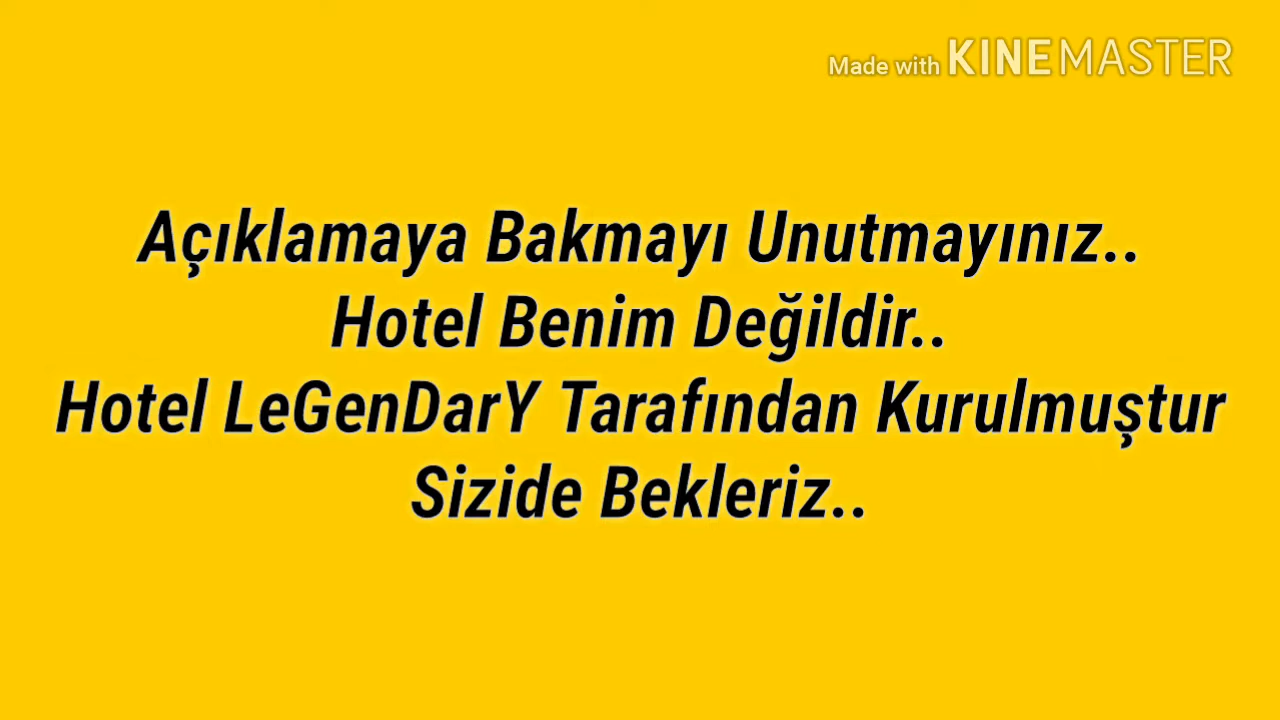 Made with KINEMASTER
Açıklamaya Bakmayı Unutmayınız..
Hotel Benim Değildir..
Hotel LeGenDarY Tarafından Kurulmuştur
Sizide Bekleriz..